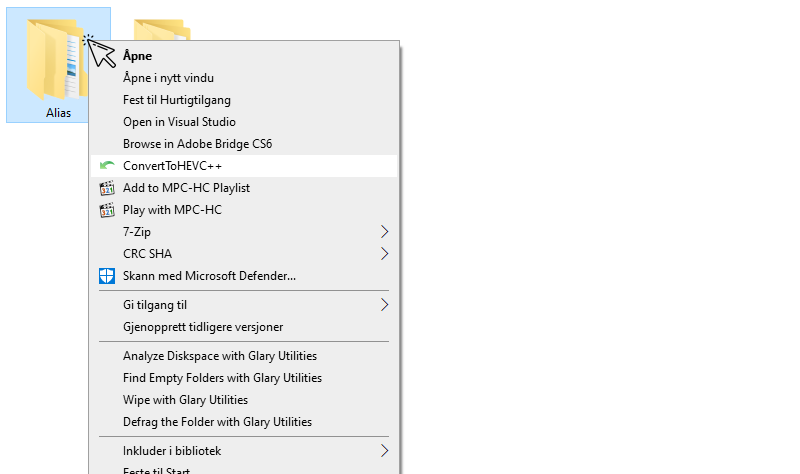 Alias
Åpne
Åpne i nytt vindu
Fest til Hurtigtilgang
Open in Visual Studio
Browse in Adobe Bridge CS6
ConvertToHEVC++
Add to MPC-HC Playlist
Play with MPC-HC
7-Zip
CRC SHA
Skann med Microsoft Defender...
Gi tilgang til
Gjenopprett tidligere versjoner
Analyze Diskspace with Glary Utilities
Find Empty Folders with Glary Utilities
Wipe with Glary Utilities
Defrag the Folder with Glary Utilities
Inkluder i bibliotek
Feste til Start